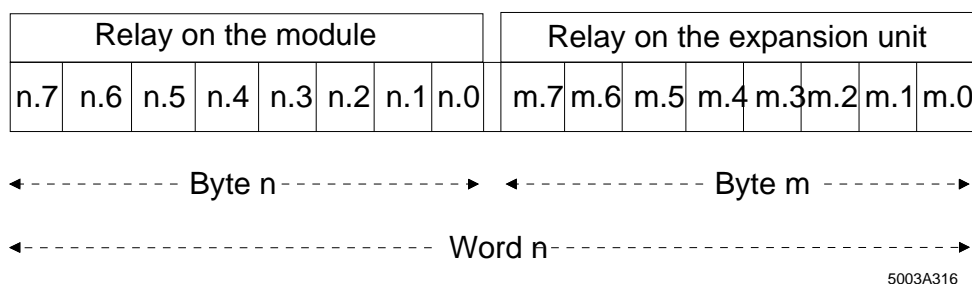 Relay on the module Relay on the expansion unit
n.7 n.6 n.5 n.4 n.3 n.2 n.1 n.0 m.7 m.6 m.5 m.4 m.3 m.2 m.1 m.0
Byte n Byte m
Word n
5003A316